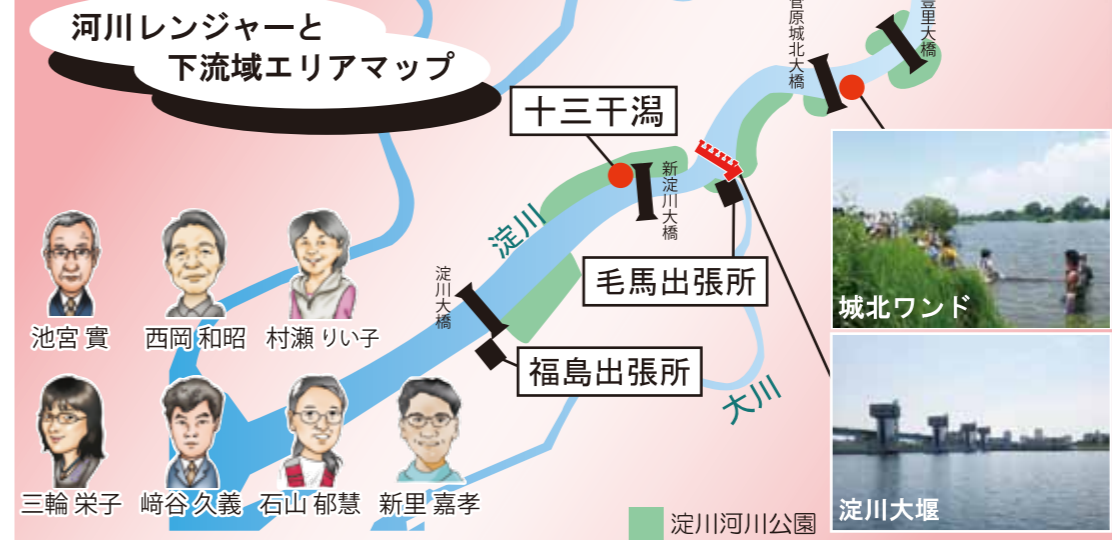 河川レンジャーと
下流域エリアマップ
菅原城北大橋
豊里大橋
十三干潟
新淀川大橋
淀川
毛馬出張所
淀川大橋
福島出張所
大川
城北ワンド
淀川大堰
池宮 實
西岡 和昭
村瀬 りい子
三輪 栄子
﨑谷 久義
石山 郁慧
新里 嘉孝
淀川河川公園